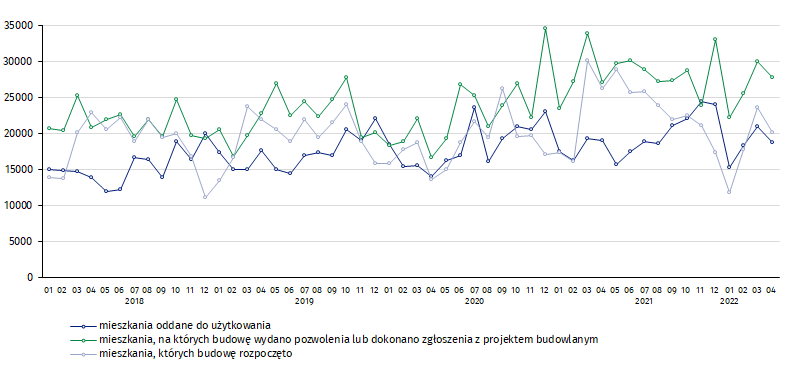 35000
30000
25000
20000
15000
10000
5000
0
01 02 03 04 05 06 07 08 09 10 11 12 01 02 03 04 05 06 07 08 09 10 11 12 01 02 03 04 05 06 07 08 09 10 11 12 01 02 03 04 05 06 07 08 09 10 11 12 01 02 03 04
2018 2019 2020 2021 2022
mieszkania oddane do użytkowania
mieszkania, na których budowę wydano pozwolenia lub dokonano zgłoszenia z projektem budowlanym
mieszkania, których budowę rozpoczęto